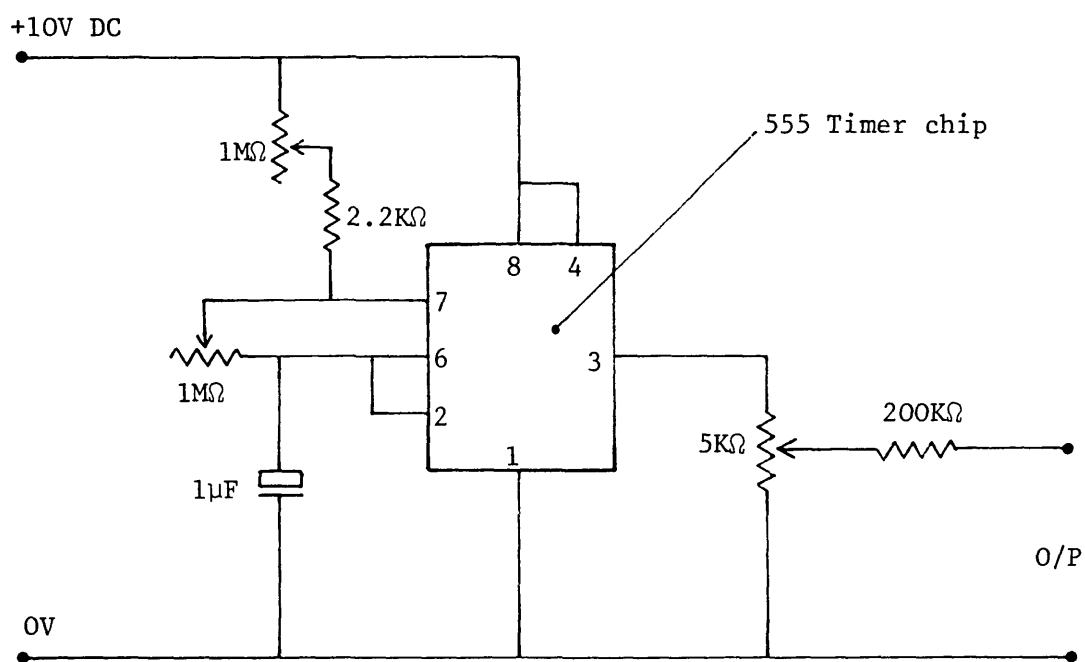 +10V DC
555 Timer chip
1MΩ
2.2KΩ
8 4
7
6
3
1MΩ
2
200KΩ
5KΩ
1
1µF
O/P
0V